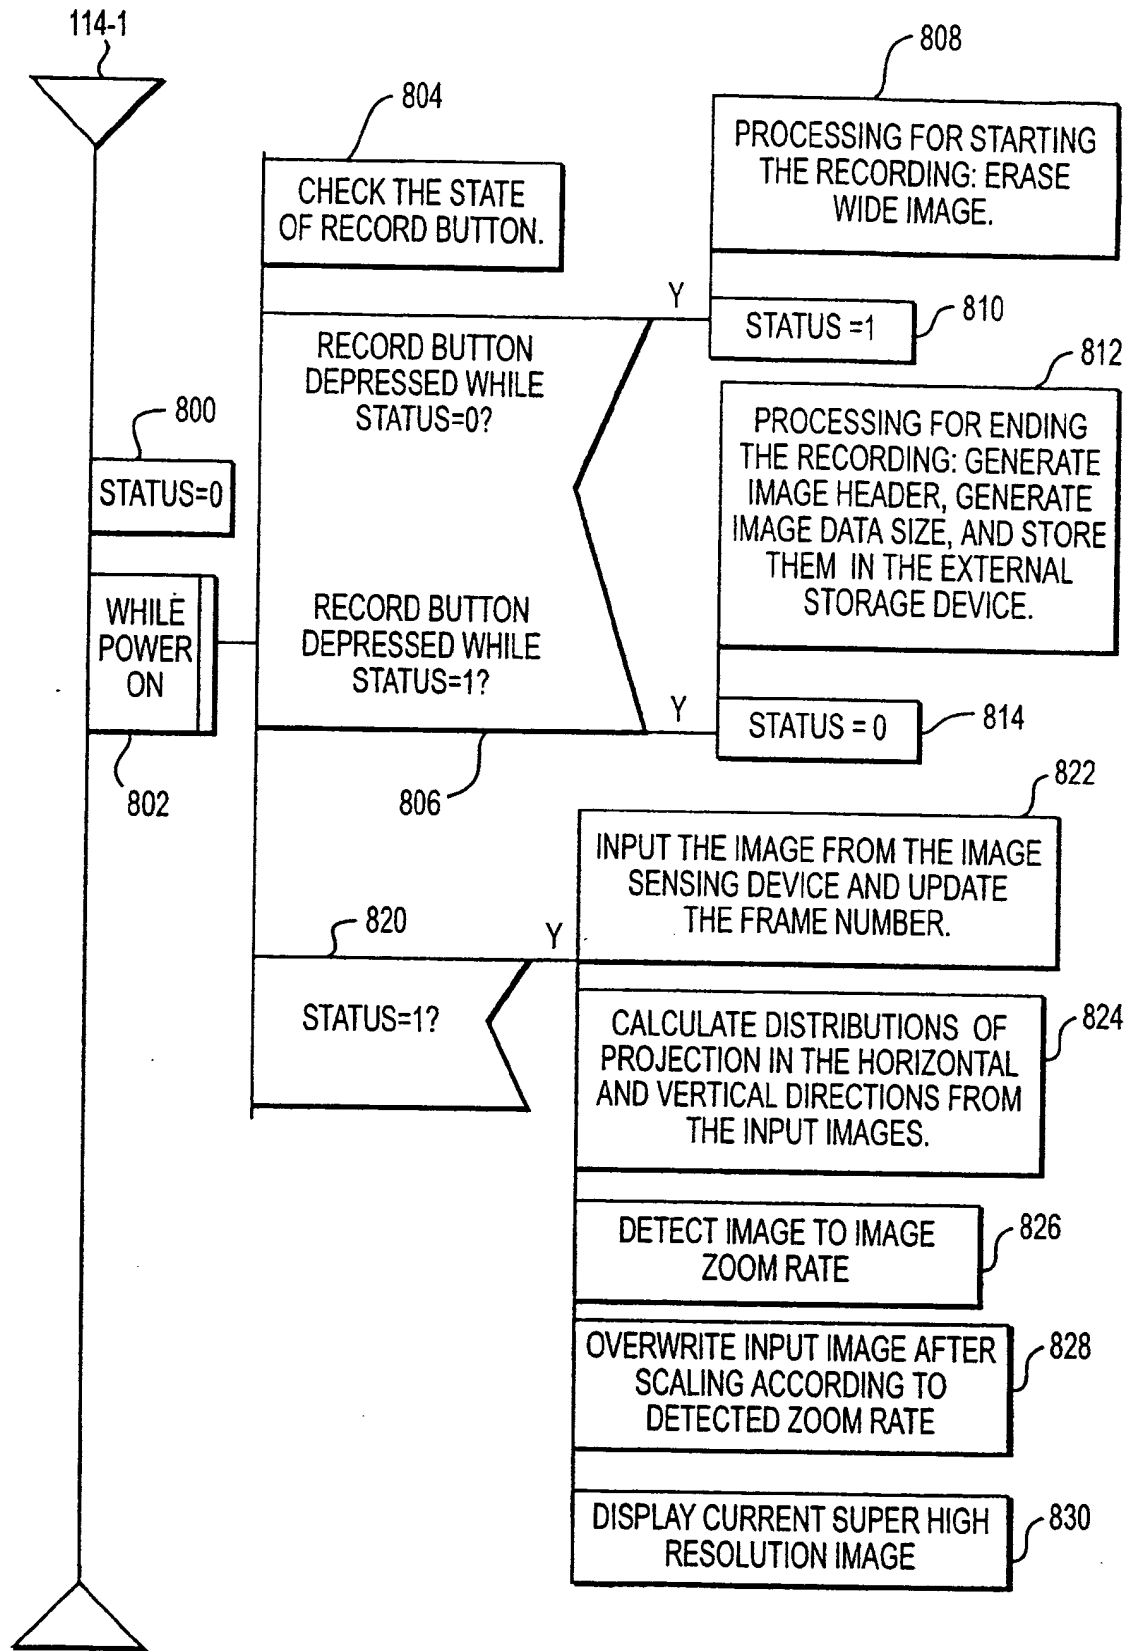 114-1
808
804
PROCESSING FOR STARTING
THE RECORDING: ERASE
WIDE IMAGE.
CHECK THE STATE
OF RECORD BUTTON.
Y
STATUS =1
810
RECORD BUTTON
DEPRESSED WHILE
STATUS=0?
812
800
STATUS=0
PROCESSING FOR ENDING
THE RECORDING: GENERATE
IMAGE HEADER, GENERATE
IMAGE DATA SIZE, AND STORE
THEM IN THE EXTERNAL
STORAGE DEVICE.
WHILE
POWER
ON
802
RECORD BUTTON
DEPRESSED WHILE
STATUS=1?
Y
STATUS = 0
814
806
822
INPUT THE IMAGE FROM THE IMAGE
SENSING DEVICE AND UPDATE
THE FRAME NUMBER.
820
Y
STATUS=1?
CALCULATE DISTRIBUTIONS OF
PROJECTION IN THE HORIZONTAL
AND VERTICAL DIRECTIONS FROM
THE INPUT IMAGES.
824
DETECT IMAGE TO IMAGE
ZOOM RATE
826
OVERWRITE INPUT IMAGE AFTER
SCALING ACCORDING TO
DETECTED ZOOM RATE
828
DISPLAY CURRENT SUPER HIGH
RESOLUTION IMAGE
830